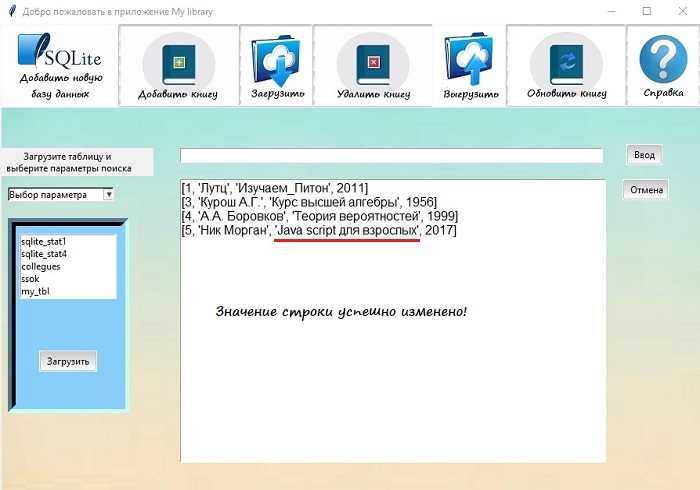 Добро пожаловать в приложение My library
SQLite
Добавить новую
базу данных
Добавить книгу
Загрузить
Удалить книгу
Выгрузить
Обновить книгу
Справка
Загрузите таблицу и
выберите параметры поиска
Ввод
Выбор параметра
Отмена
[1, 'Лутц', 'Изучаем_Питон', 2011]
[3, 'Курош А.Г.', 'Курс высшей алгебры', 1956]
[4, 'А.А. Боровков', 'Теория вероятностей', 1999]
[5, 'Ник Морган', 'Java script для взрослых', 2017]
sqlite_stat1
sqlite_stat4
collegues
ssok
my_tbl
Значение строки успешно изменено!
Загрузить